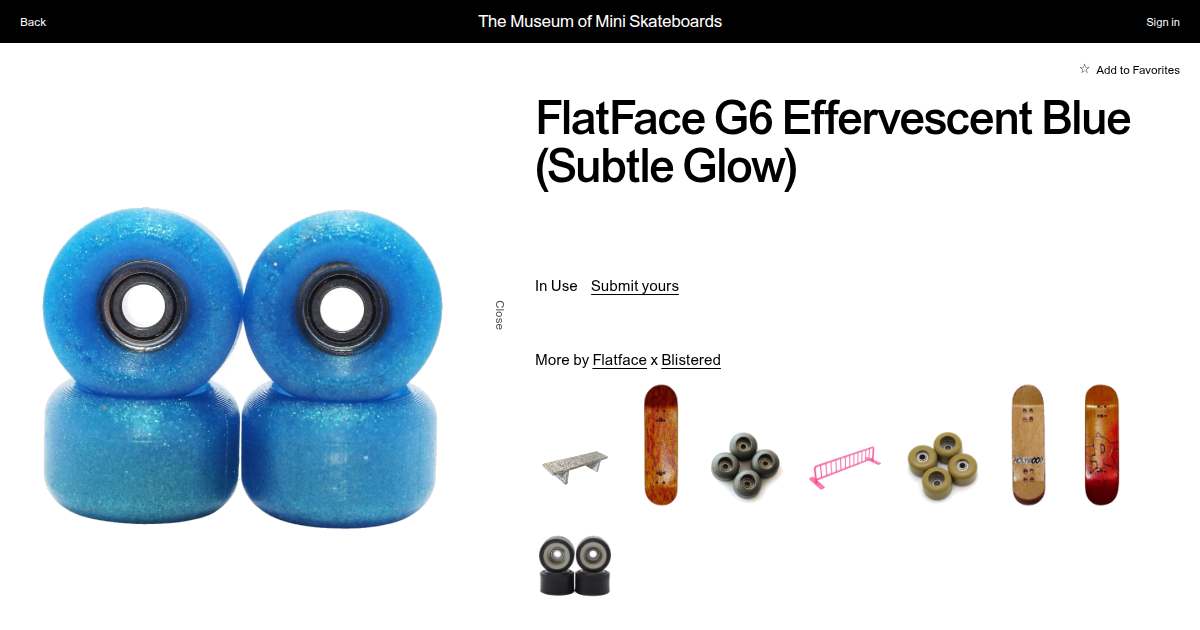 Back
The Museum of Mini Skateboards
Sign in
☆ Add to Favorites
FlatFace G6 Effervescent Blue
(Subtle Glow)
In Use Submit yours
Close
More by Flatface x Blistered